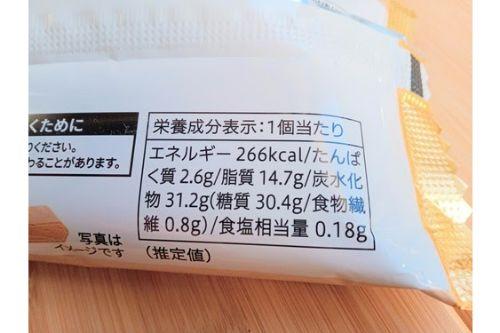 くために
りください。
わることがあります。
栄養成分表示:1個当たり
エネルギー 266kcal/たんぱ
く質 2.6g/脂質 14.7g/炭水化
物 31.2g(糖質 30.4g/食物繊
維 0.8g)/食塩相当量 0.18g
(推定値)
写真は
イメージです